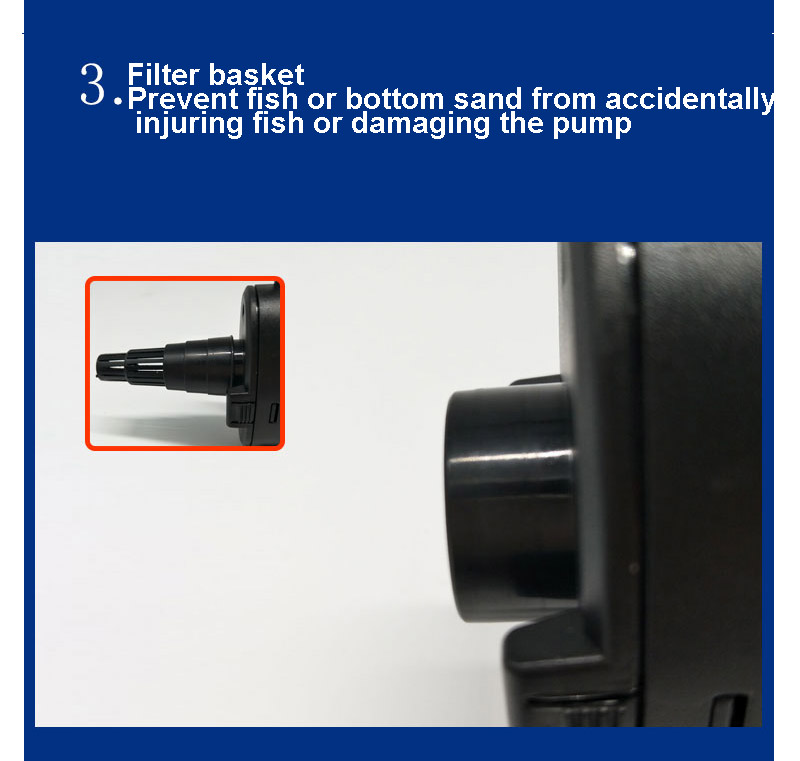 3.
Filter basket
Prevent fish or bottom sand from accidentally
injuring fish or damaging the pump